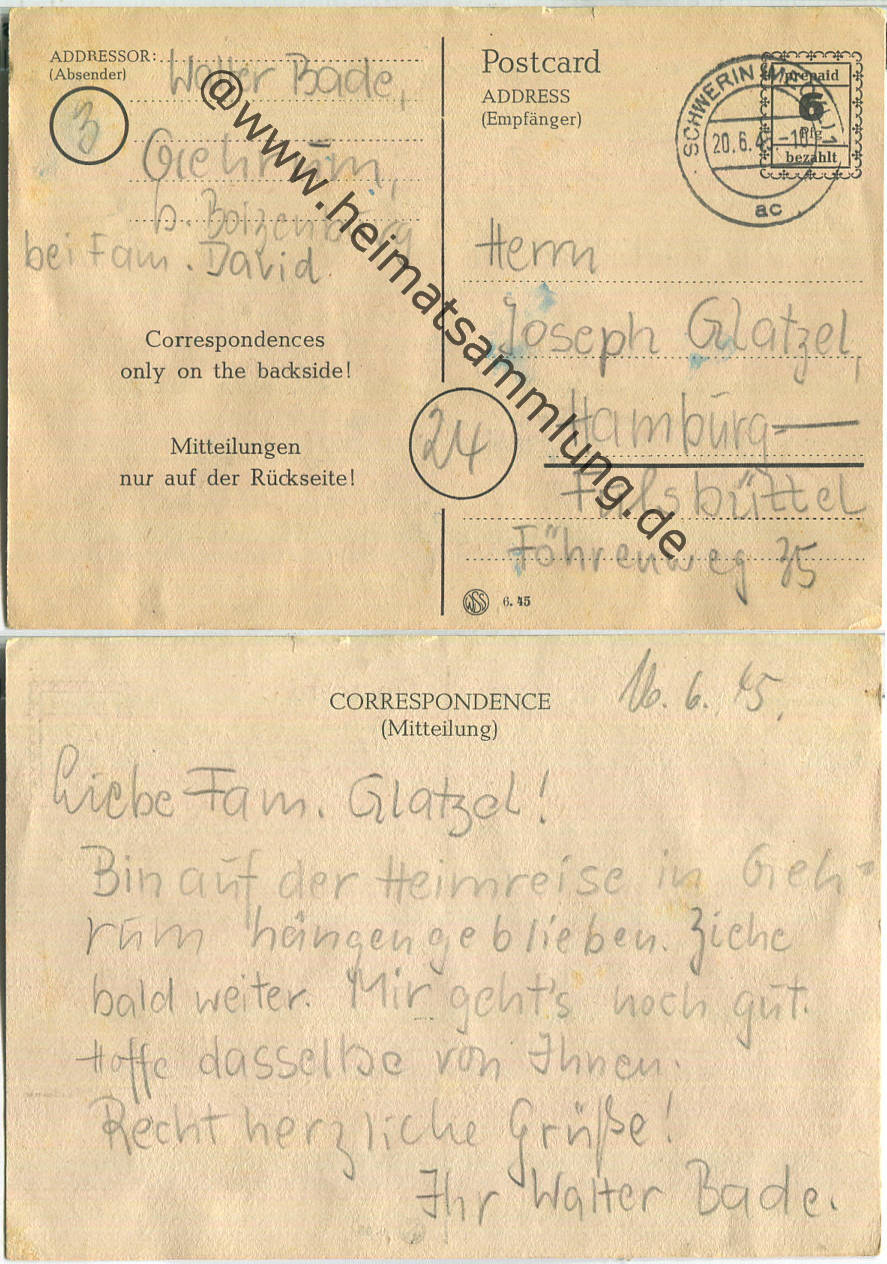 ADDRESSOR:
(Absender)
Walter Bade,
3
Gehrum,
b. Boizenburg
bei Fam. David
Correspondences
only on the backside!
Mitteilungen
nur auf der Rückseite!
Postcard
ADDRESS
(Empfänger)
SCHWERIN
20.6.4
ac
prepaid
6
Pfg
bezahlt
Herrn
Joseph Glatzel,
24
Hamburg-
Fulsbüttel
Föhrenweg 35
WSS 6. 45
@www.heimatsammlung.de
CORRESPONDENCE
(Mitteilung)
16. 6. 45.
Liebe Fam. Glatzel!
Bin auf der Heimreise in Geh-
rum hängengeblieben. Ziehe
bald weiter. Mir geht's noch gut.
Hoffe dasselbe von Ihnen.
Recht herzliche Grüße!
Ihr Walter Bade.